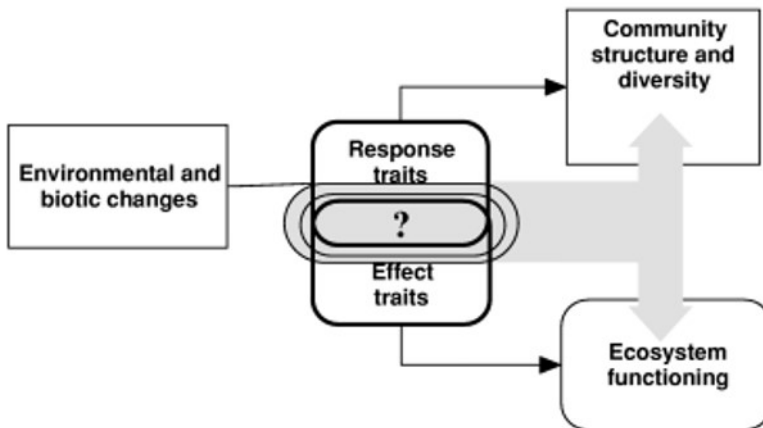 Community
structure and
diversity
Environmental and
biotic changes
Response
traits
?
Effect
traits
Ecosystem
functioning